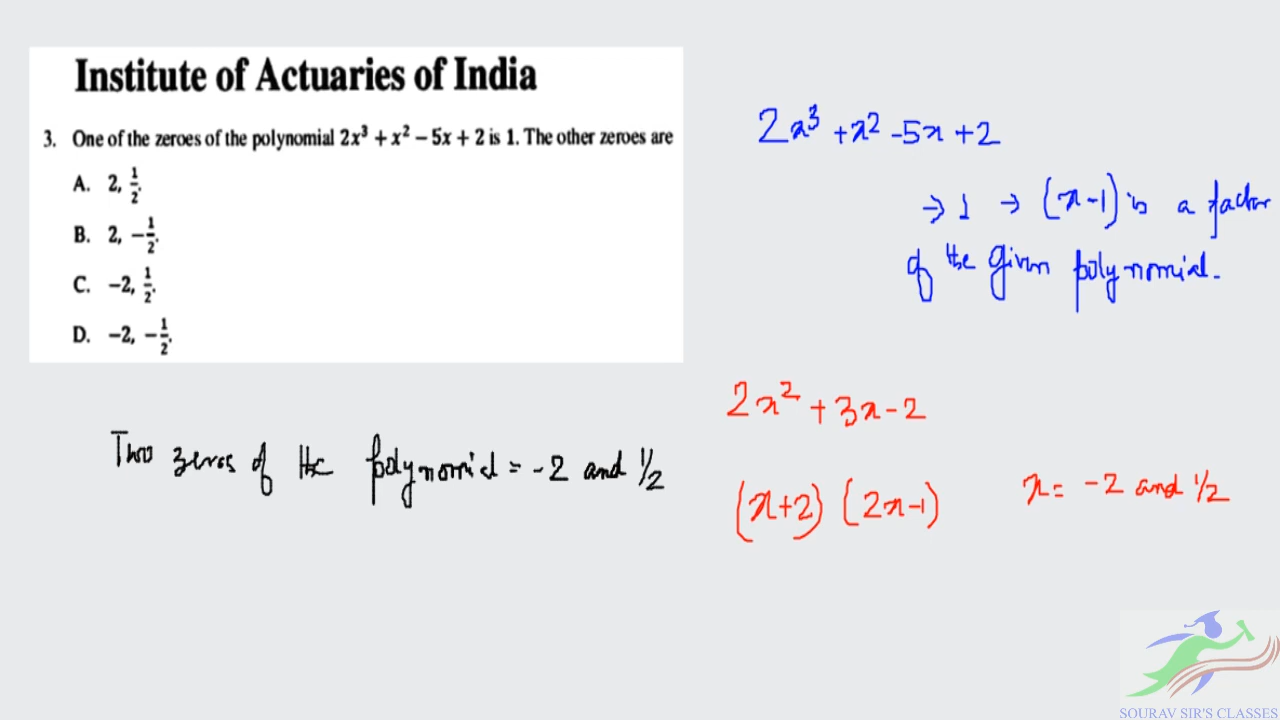 Institute of Actuaries of India
3. One of the zeroes of the polynomial 2x³ + x² − 5x + 2 is 1. The other zeroes are
A. 2, 1/2.
B. 2, −1/2.
C. −2, 1/2.
D. −2, −1/2.
2x³ + x² - 5x + 2
→ 1 → (x-1) is a factor
of the given polynomial.
2x² + 3x - 2
(x+2) (2x-1) x = -2 and 1/2
Two zeros of the polynomial = -2 and 1/2
SOURAV SIR'S CLASSES